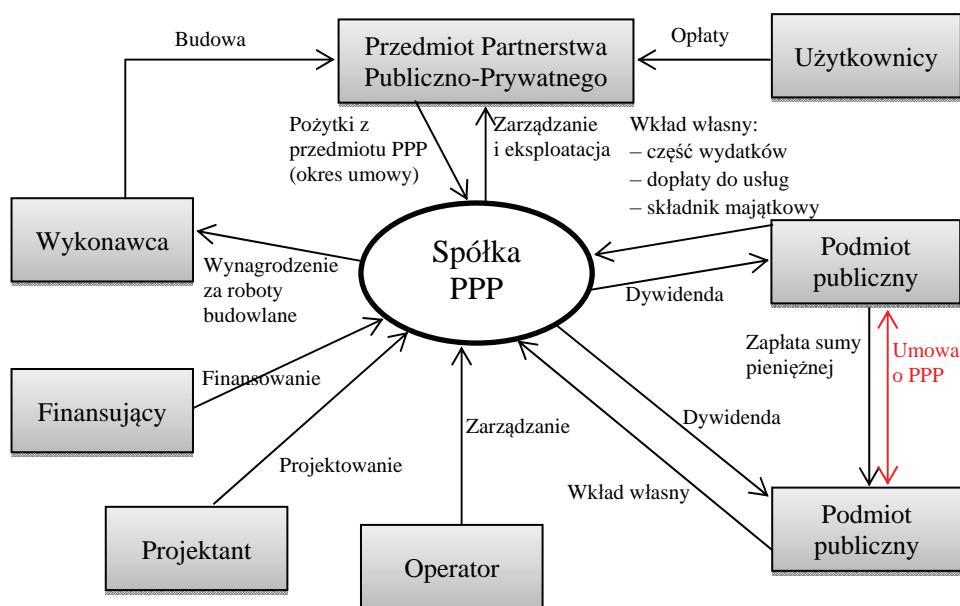 Budowa
Przedmiot Partnerstwa
Publiczno-Prywatnego
Opłaty
Użytkownicy
Pożytki z
przedmiotu PPP
(okres umowy)
Zarządzanie
i eksploatacja
Wkład własny:
– część wydatków
– dopłaty do usług
– składnik majątkowy
Wykonawca
Spółka
PPP
Podmiot
publiczny
Wynagrodzenie
za roboty
budowlane
Dywidenda
Zapłata sumy
pieniężnej
Umowa
o PPP
Finansujący
Finansowanie
Dywidenda
Zarządzanie
Projektowanie
Wkład własny
Projektant
Operator
Podmiot
publiczny